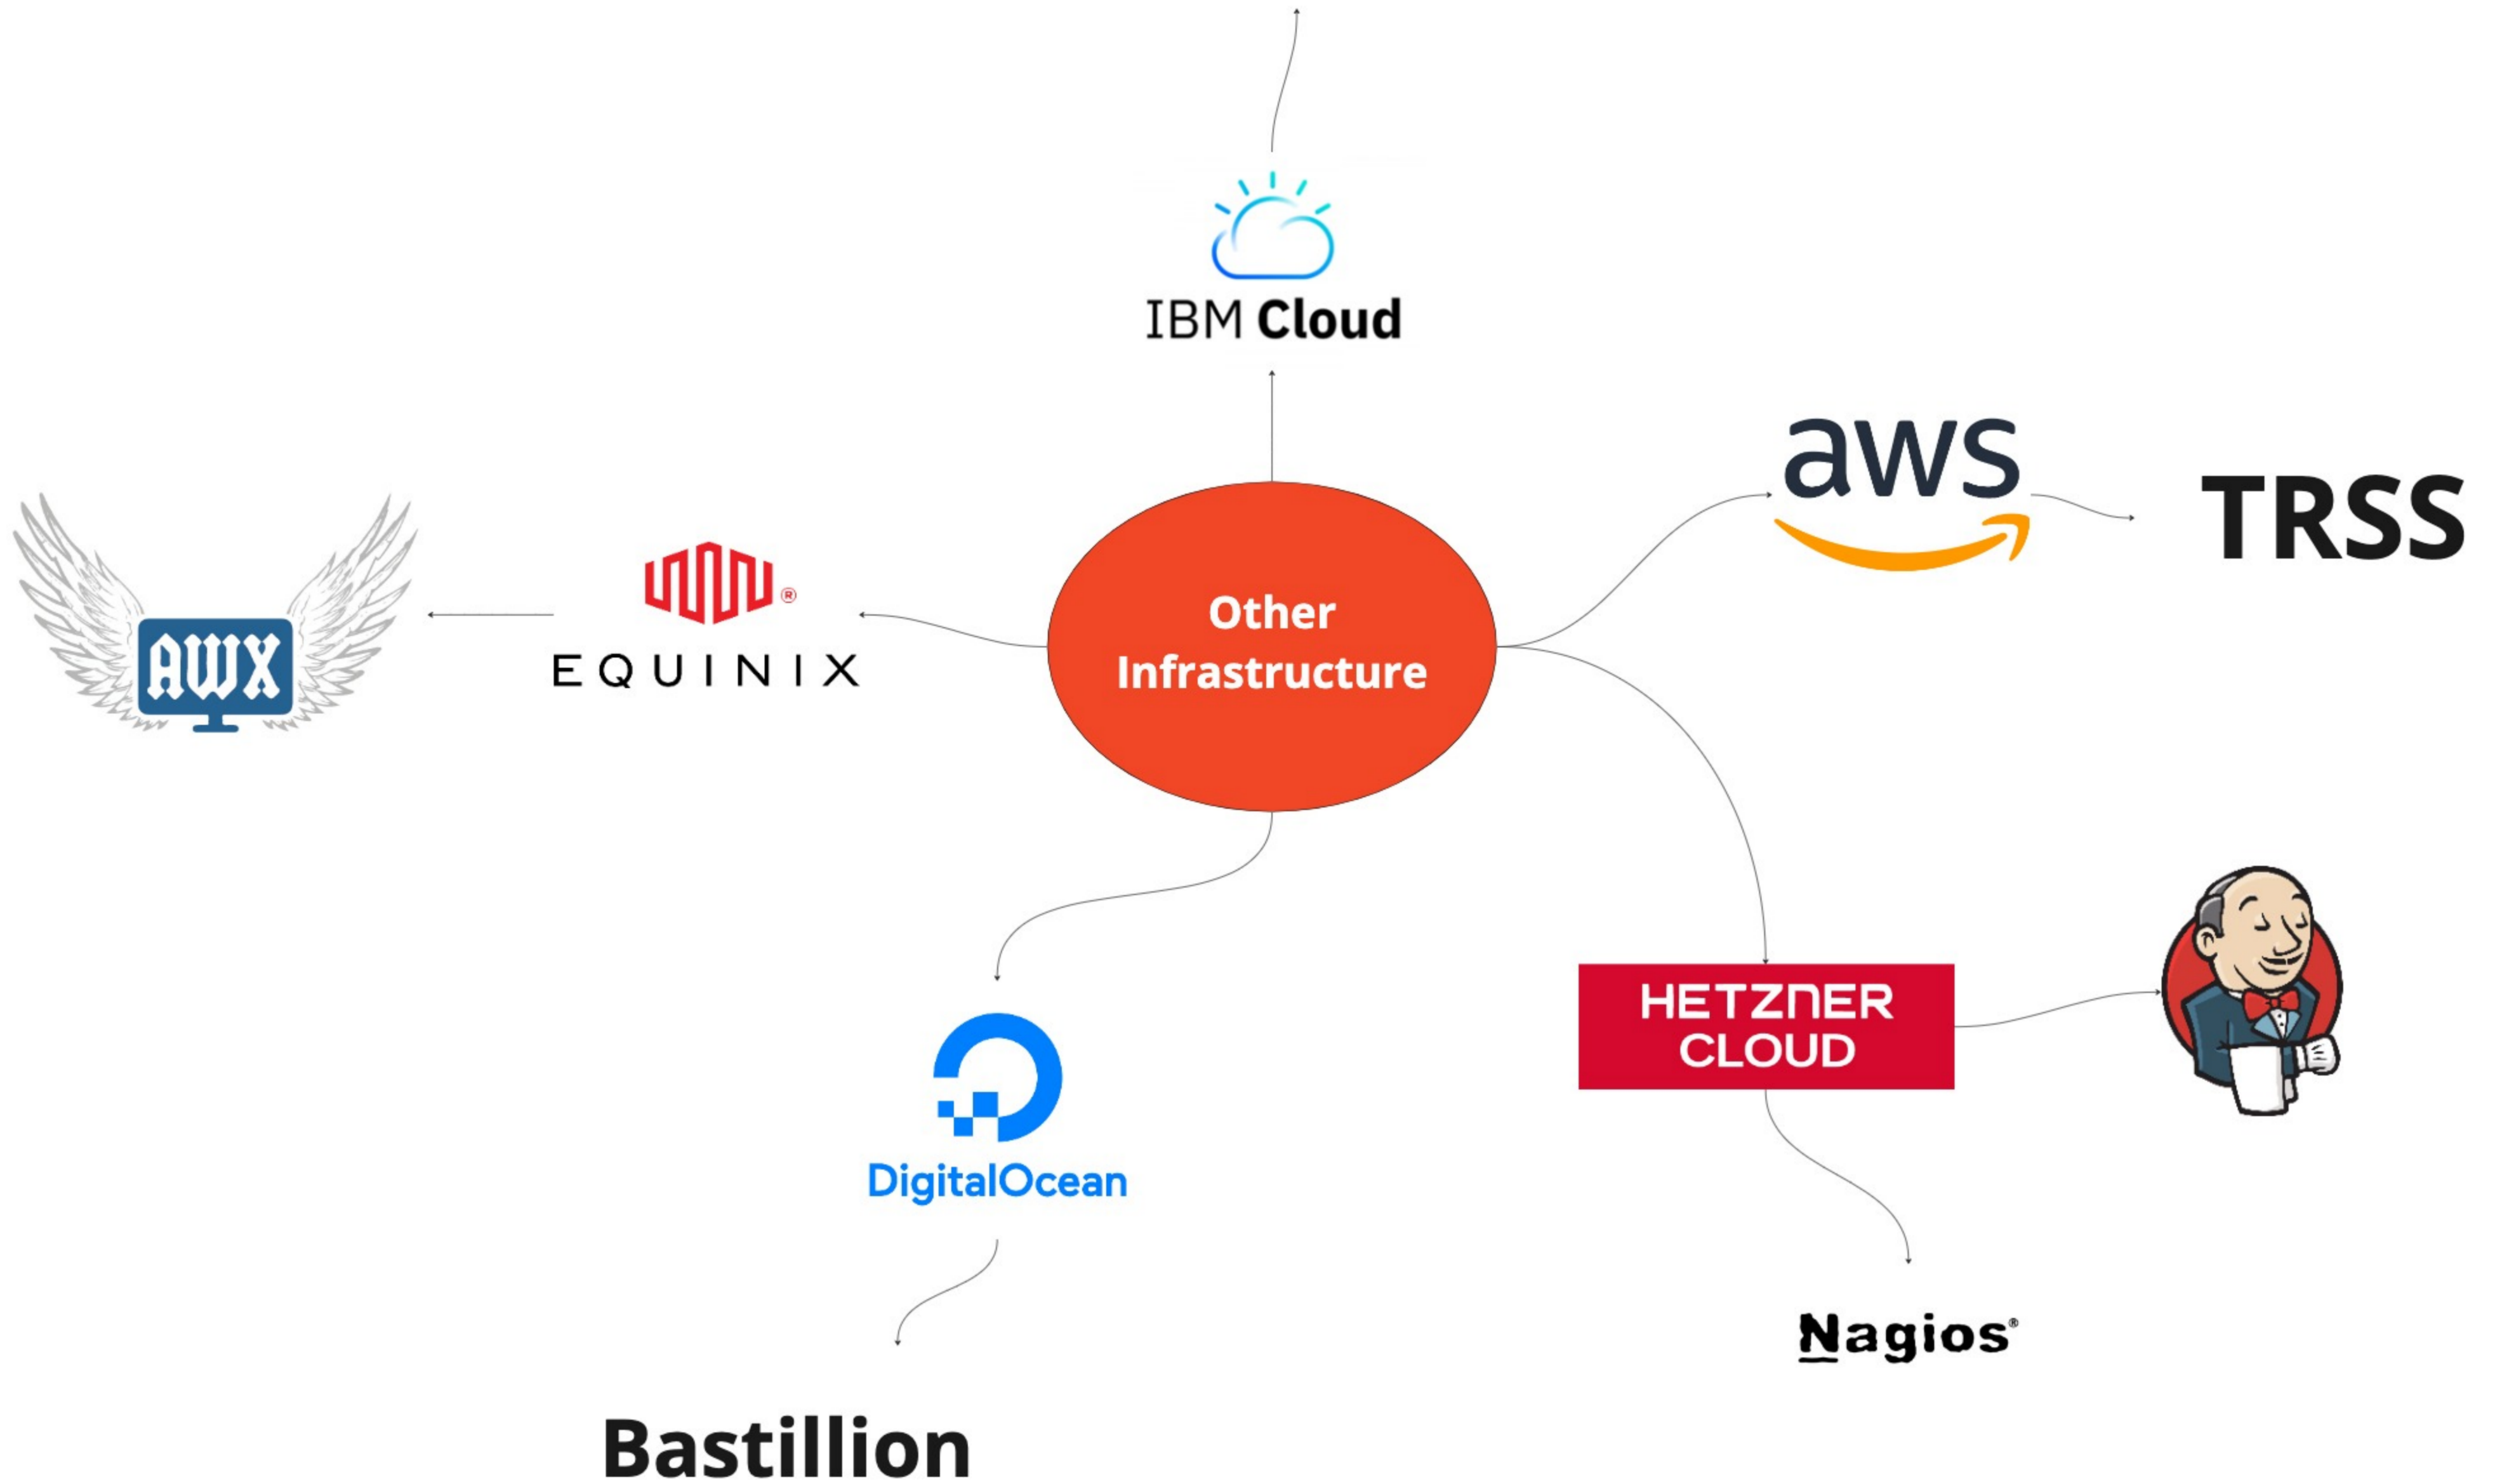 IBM Cloud
aws
TRSS
AWX
®
EQUINIX
Other
Infrastructure
HETZNER
CLOUD
DigitalOcean
Nagios®
Bastillion